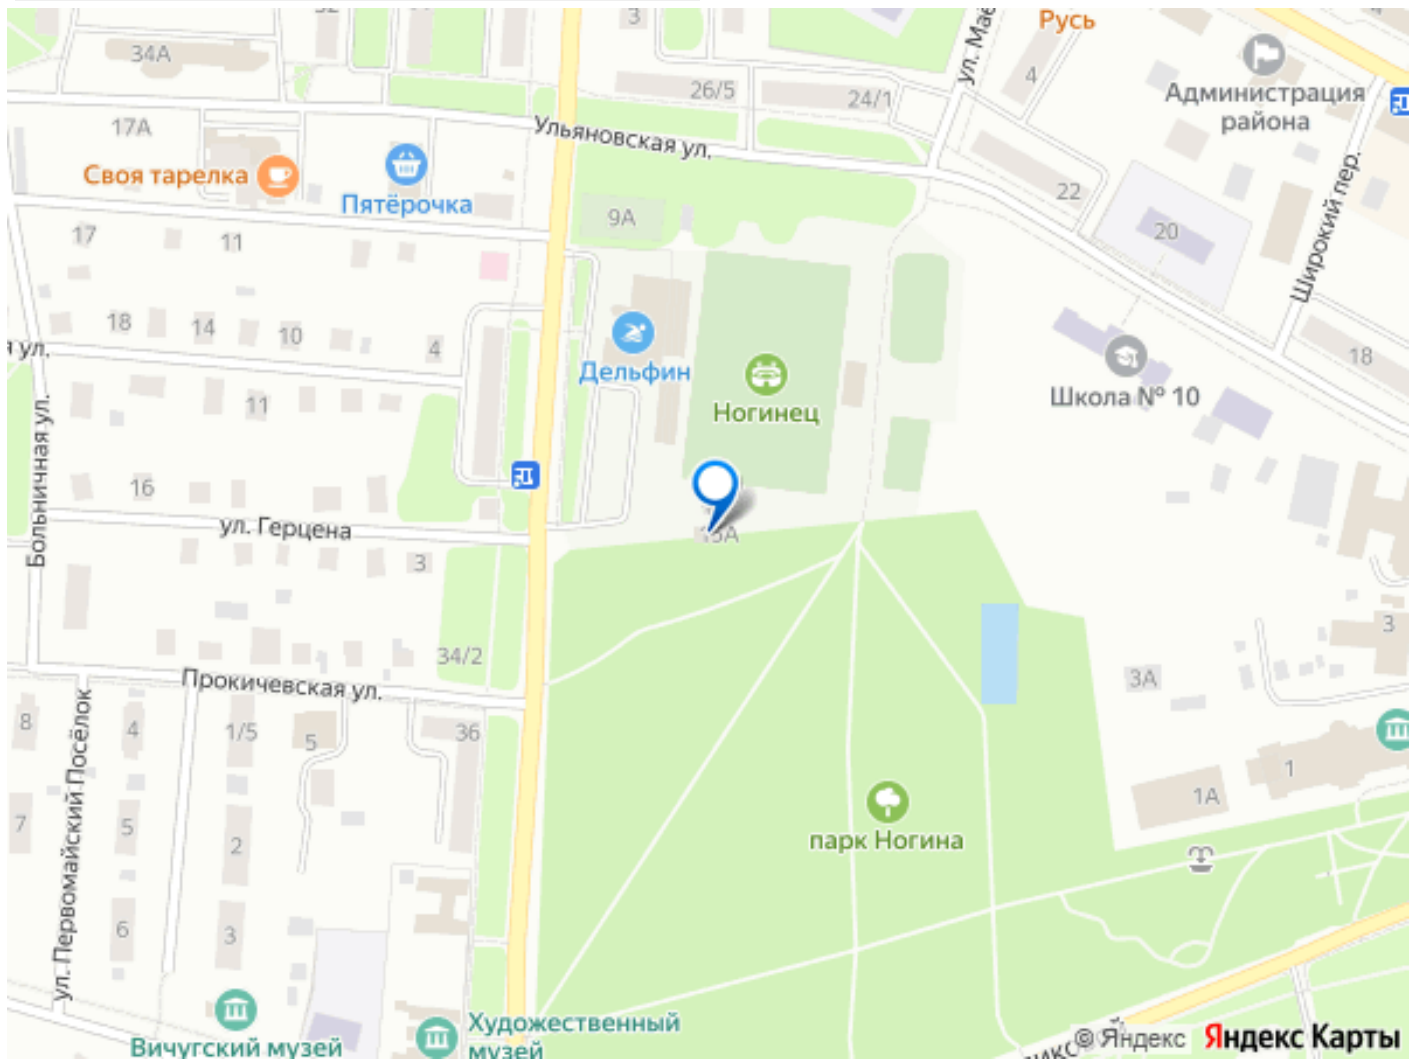 3
Русь
34А
4
26/5
24/1
Администрация
района
17А
Ульяновская ул.
Своя тарелка
Пятёрочка
22
Широкий пер.
9А
20
17
11
18
14
10
4
Дельфин
Ногинец
Школа № 10
18
ул.
11
Больничная ул.
16
ул. Герцена
15А
3
3
34/2
Прокичевская ул.
3А
8
4
1/5
5
36
ул. Первомайский Посёлок
1
1А
7
5
2
парк Ногина
6
3
Вичугский музей
Художественный
музей
© Яндекс Яндекс Карты